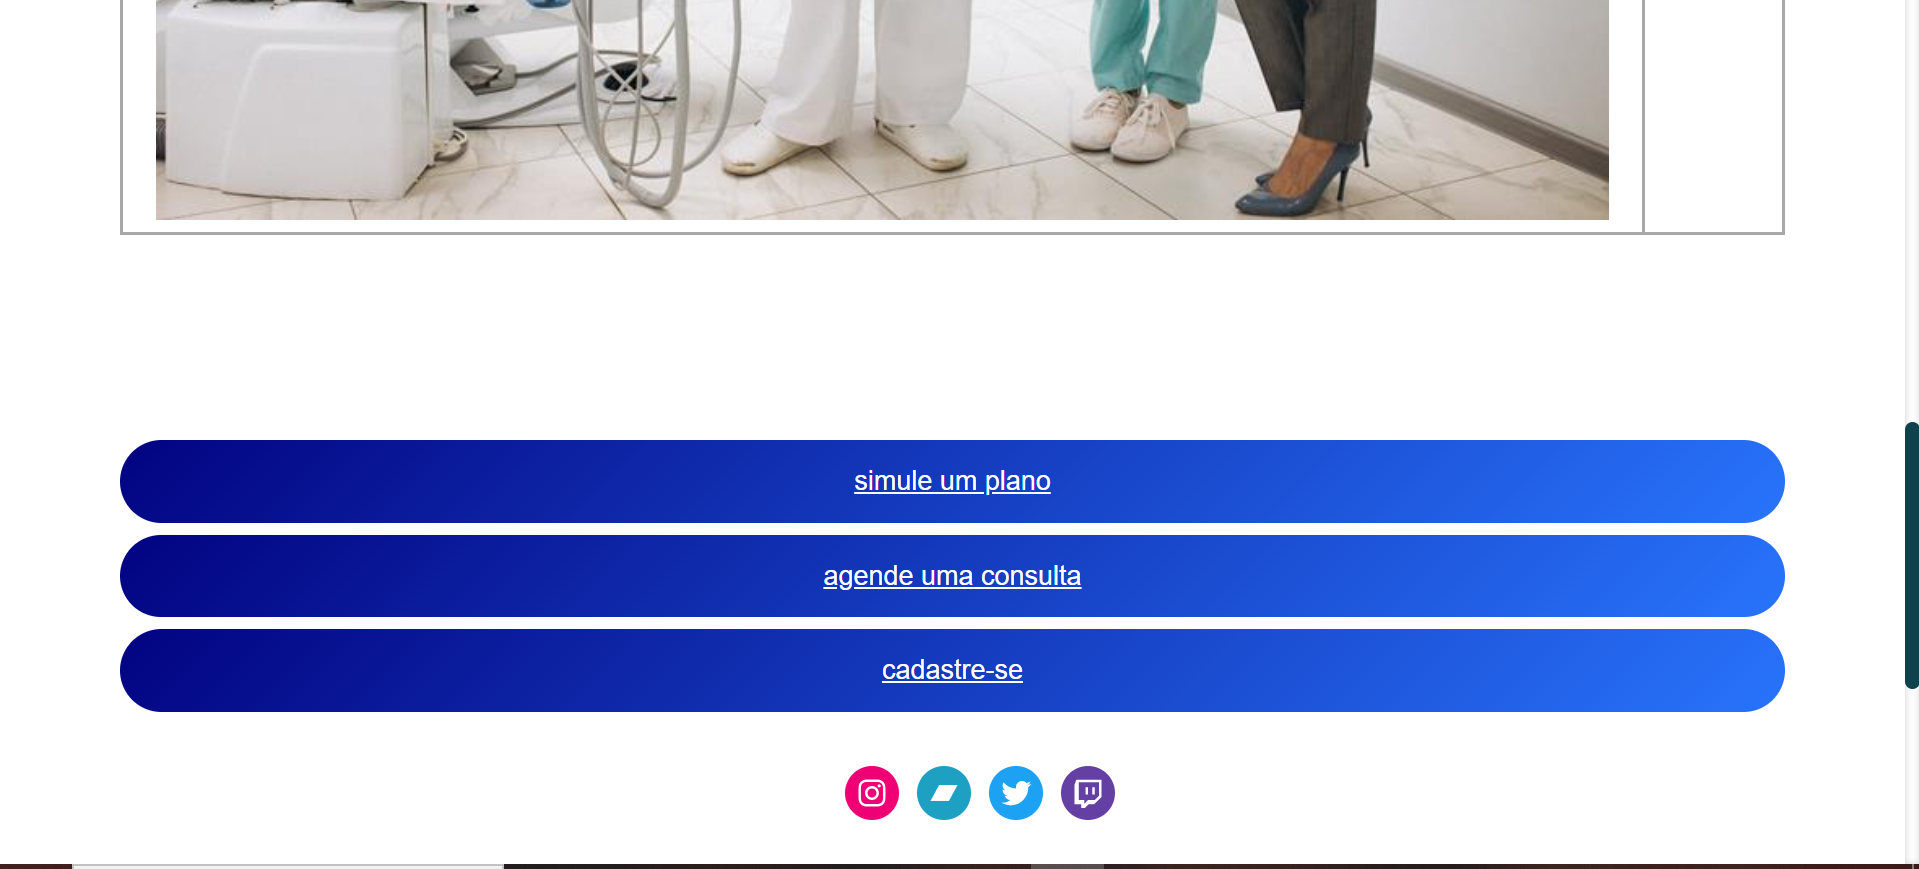 simule um plano
agende uma consulta
cadastre-se